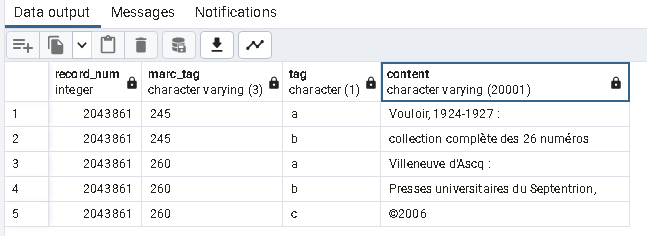 Data output Messages Notifications
record_num integer marc_tag character varying (3) tag character (1) content character varying (20001)
1 2043861 245 a Vouloir, 1924-1927 :
2 2043861 245 b collection complète des 26 numéros
3 2043861 260 a Villeneuve d'Ascq :
4 2043861 260 b Presses universitaires du Septentrion,
5 2043861 260 c ©2006